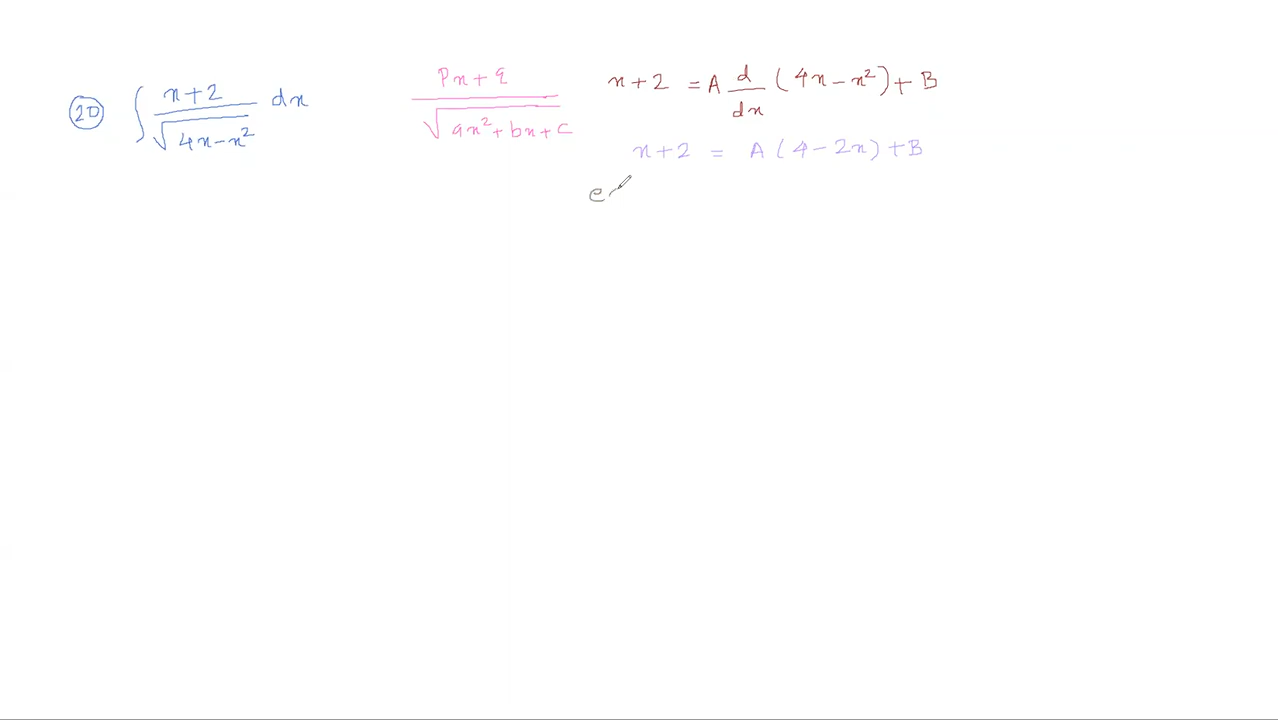 20 ∫ x+2 / √(4x-x²) dx
px+q / √(ax²+bx+c)
x+2 = A d/dx (4x-x²) + B
x+2 = A (4-2x) + B